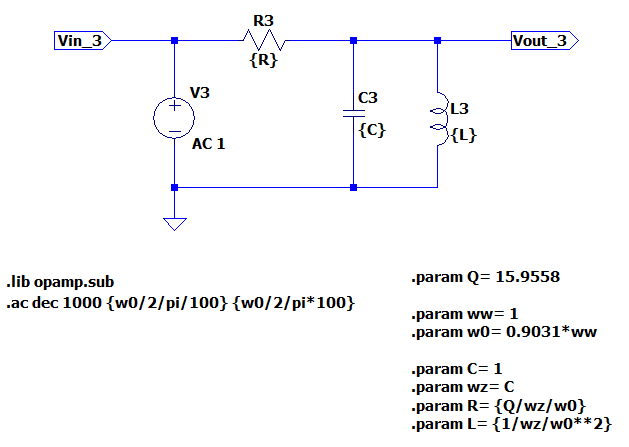 R3
Vin_3
Vout_3
{R}
V3
C3
L3
{C}
{L}
AC 1
.lib opamp.sub
.ac dec 1000 {w0/2/pi/100} {w0/2/pi*100}
.param Q= 15.9558
.param ww= 1
.param w0= 0.9031*ww
.param C= 1
.param wz= C
.param R= {Q/wz/w0}
.param L= {1/wz/w0**2}